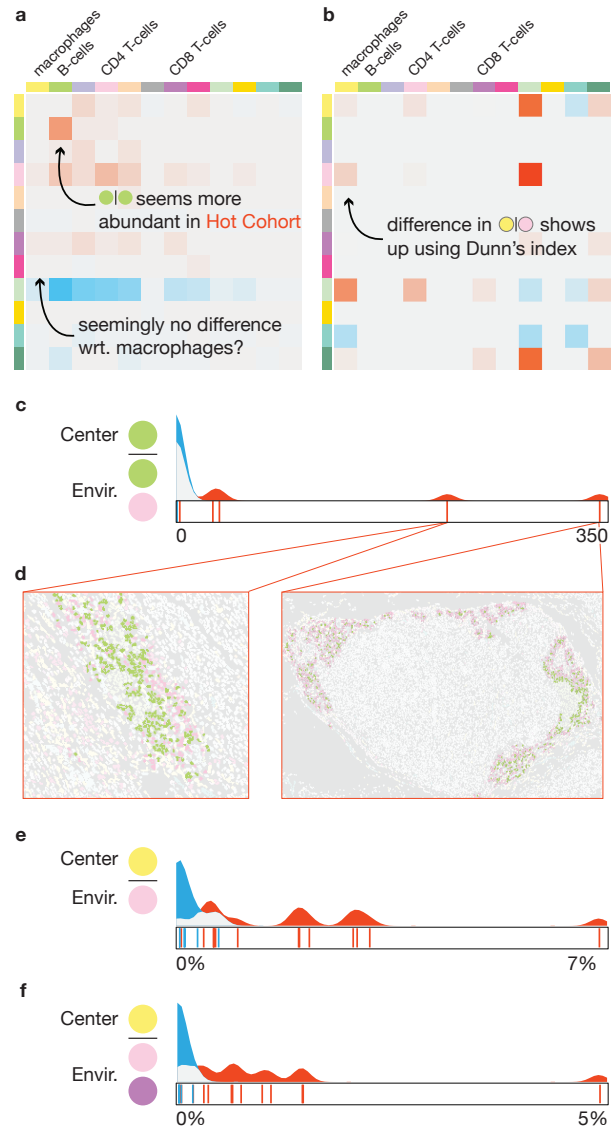 a
macrophages
B-cells
CD4 T-cells
CD8 T-cells
| seems more
abundant in Hot Cohort
seemingly no difference
wrt. macrophages?
b
macrophages
B-cells
CD4 T-cells
CD8 T-cells
difference in | shows
up using Dunn's index
c
Center
Envir.
0
350
d
e
Center
Envir.
0%
7%
f
Center
Envir.
0%
5%